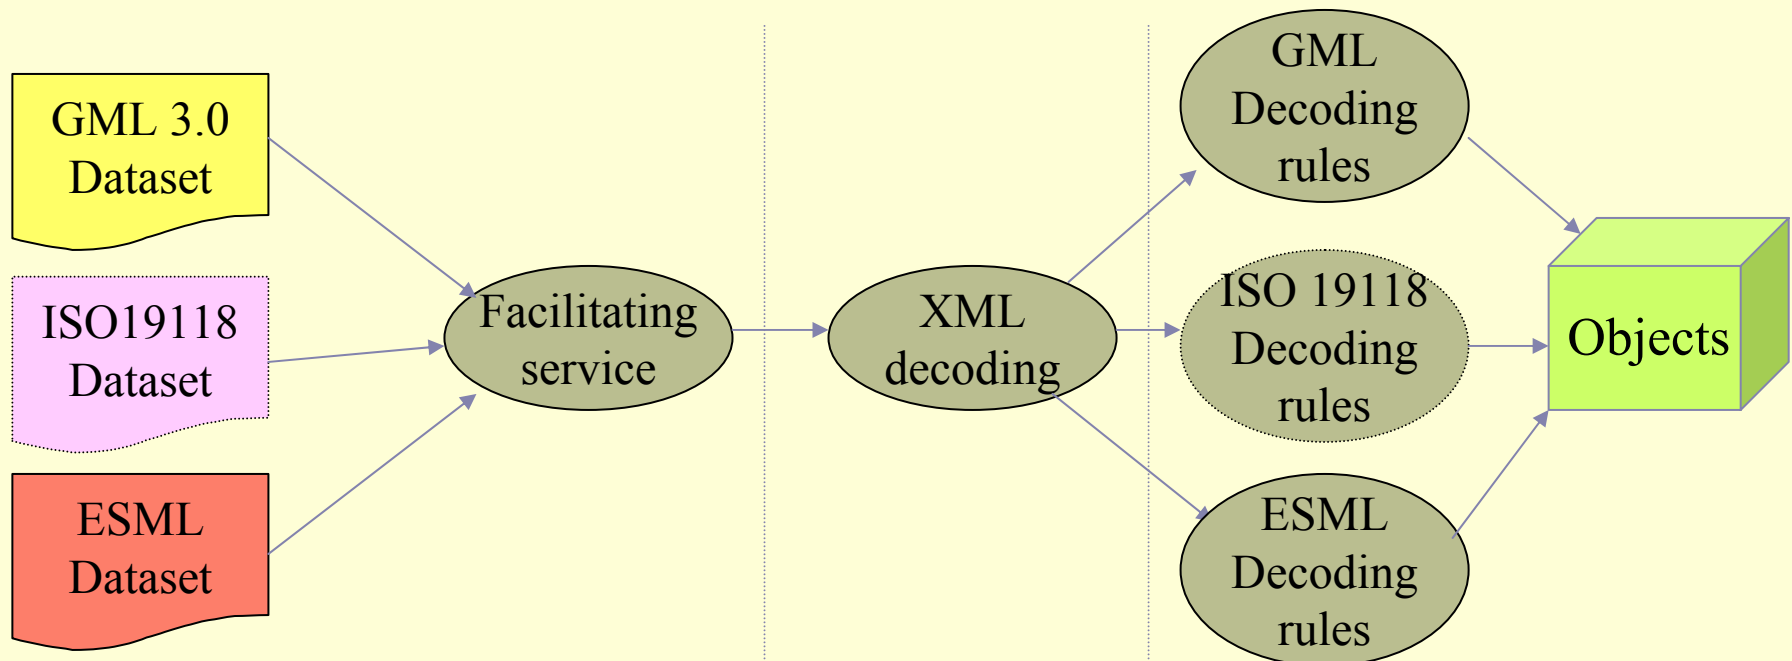 GML 3.0
Dataset
ISO19118
Dataset
ESML
Dataset
Facilitating
service
XML
decoding
GML
Decoding
rules
ISO 19118
Decoding
rules
ESML
Decoding
rules
Objects